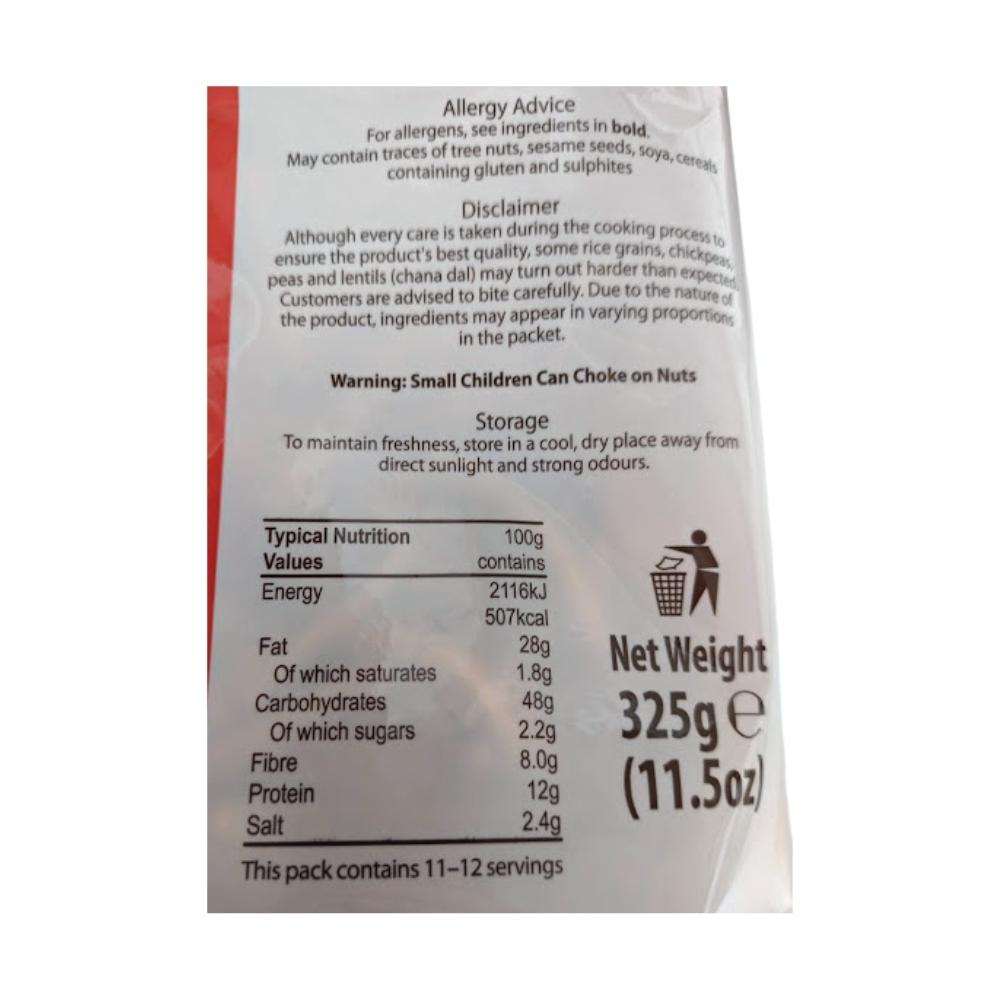 Allergy Advice
For allergens, see ingredients in bold.
May contain traces of tree nuts, sesame seeds, soya, cereals
containing gluten and sulphites
Disclaimer
Although every care is taken during the cooking process to
ensure the product's best quality, some rice grains, chickpeas,
peas and lentils (chana dal) may turn out harder than expected.
Customers are advised to bite carefully. Due to the nature of
the product, ingredients may appear in varying proportions
in the packet.
Warning: Small Children Can Choke on Nuts
Storage
To maintain freshness, store in a cool, dry place away from
direct sunlight and strong odours.
Typical Nutrition 100g
Values contains
Energy 2116kJ
507kcal
Fat 28g
Of which saturates 1.8g
Carbohydrates 48g
Of which sugars 2.2g
Fibre 8.0g
Protein 12g
Salt 2.4g
This pack contains 11–12 servings
Net Weight
325g ℮
(11.5oz)